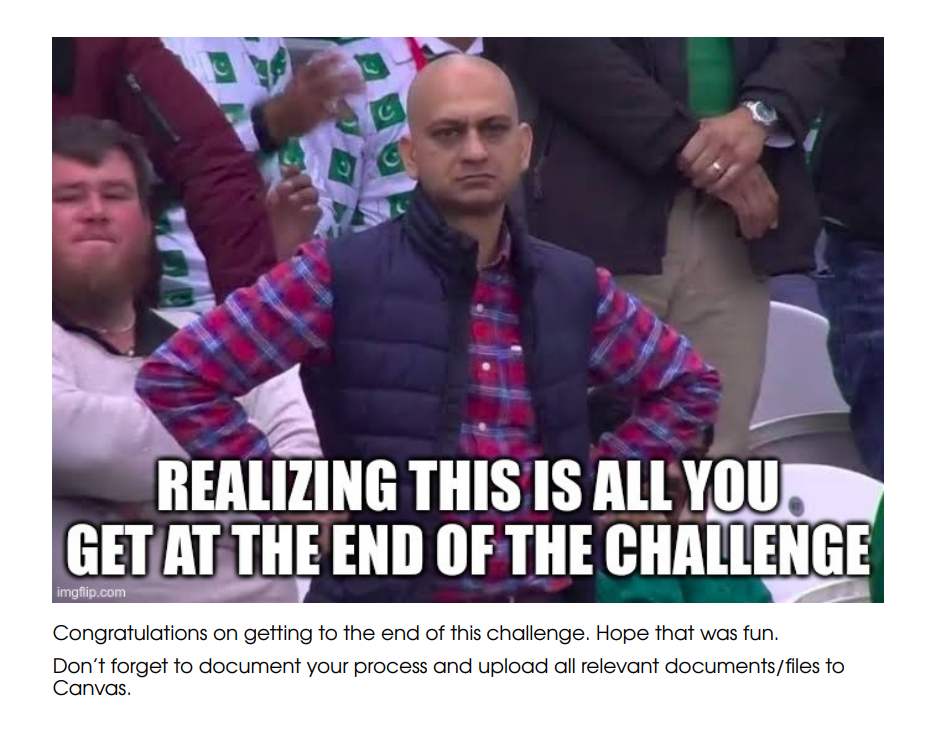 REALIZING THIS IS ALL YOU
GET AT THE END OF THE CHALLENGE
imgflip.com
Congratulations on getting to the end of this challenge. Hope that was fun.
Don’t forget to document your process and upload all relevant documents/files to
Canvas.